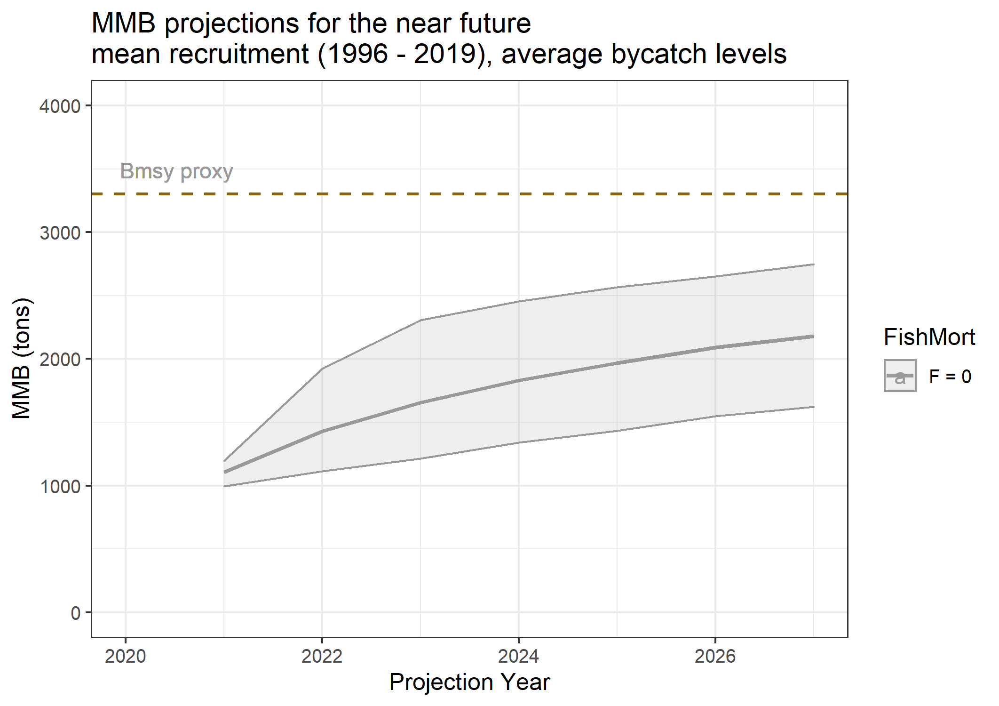 MMB projections for the near future
mean recruitment (1996 - 2019), average bycatch levels
MMB (tons)
4000
3000
2000
1000
0
Bmsy proxy
2020
2022
2024
2026
Projection Year
FishMort
a
F = 0